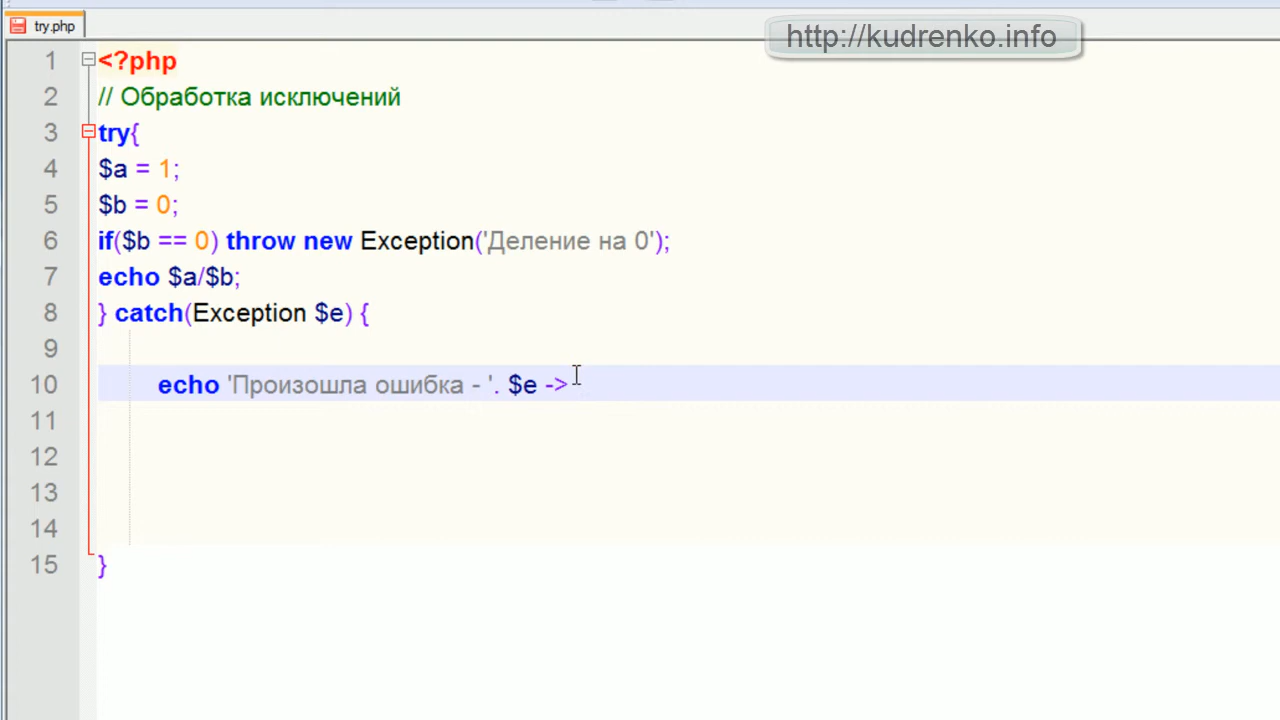 try.php
http://kudrenko.info
1 <?php
2 // Обработка исключений
3 try{
4 $a = 1;
5 $b = 0;
6 if($b == 0) throw new Exception('Деление на 0');
7 echo $a/$b;
8 } catch(Exception $e) {
9
10 echo 'Произошла ошибка - '. $e ->
11
12
13
14
15 }